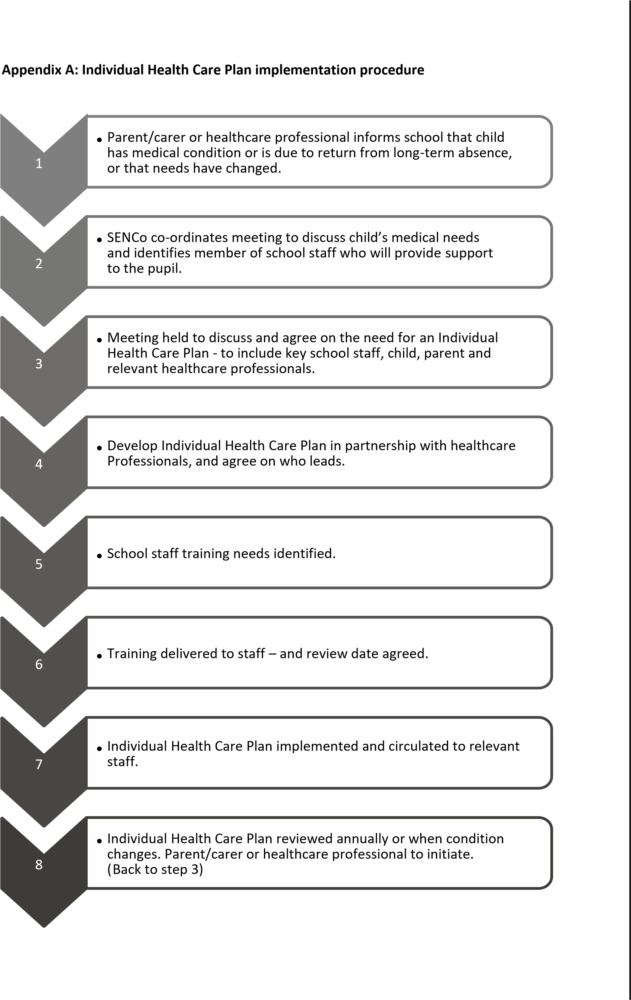 Appendix A: Individual Health Care Plan implementation procedure
1
• Parent/carer or healthcare professional informs school that child
has medical condition or is due to return from long-term absence,
or that needs have changed.
2
• SENCo co-ordinates meeting to discuss child’s medical needs
and identifies member of school staff who will provide support
to the pupil.
3
• Meeting held to discuss and agree on the need for an Individual
Health Care Plan - to include key school staff, child, parent and
relevant healthcare professionals.
4
• Develop Individual Health Care Plan in partnership with healthcare
Professionals, and agree on who leads.
5
• School staff training needs identified.
6
• Training delivered to staff – and review date agreed.
7
• Individual Health Care Plan implemented and circulated to relevant
staff.
8
• Individual Health Care Plan reviewed annually or when condition
changes. Parent/carer or healthcare professional to initiate.
(Back to step 3)